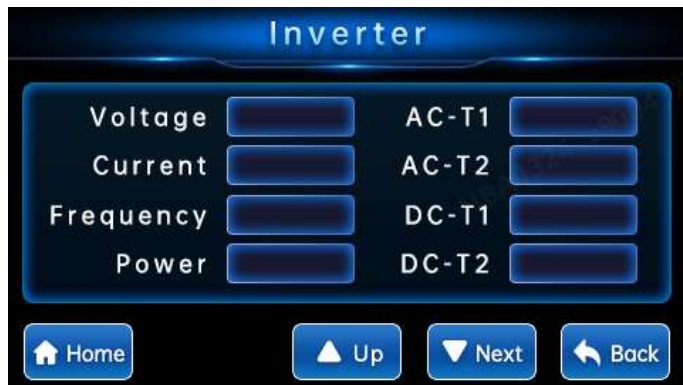 Inverter
Voltage AC-T1
Current AC-T2
Frequency DC-T1
Power DC-T2
Home Up Next Back